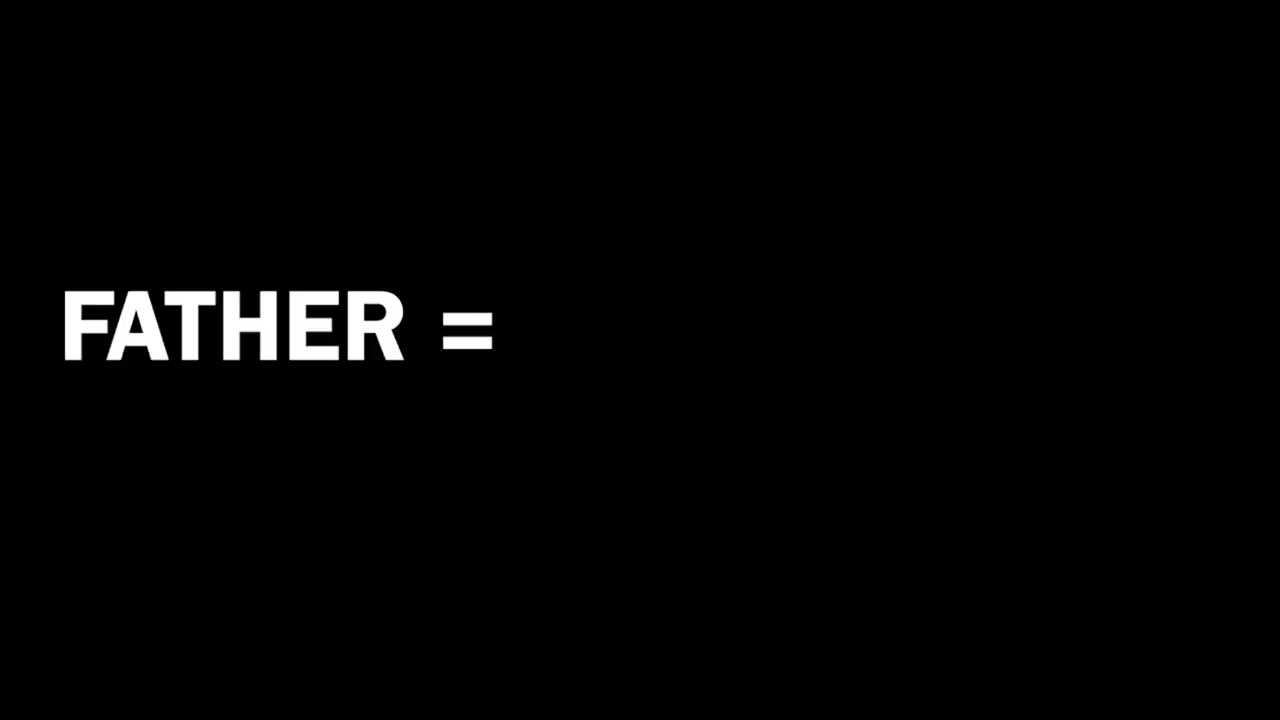 FATHER =